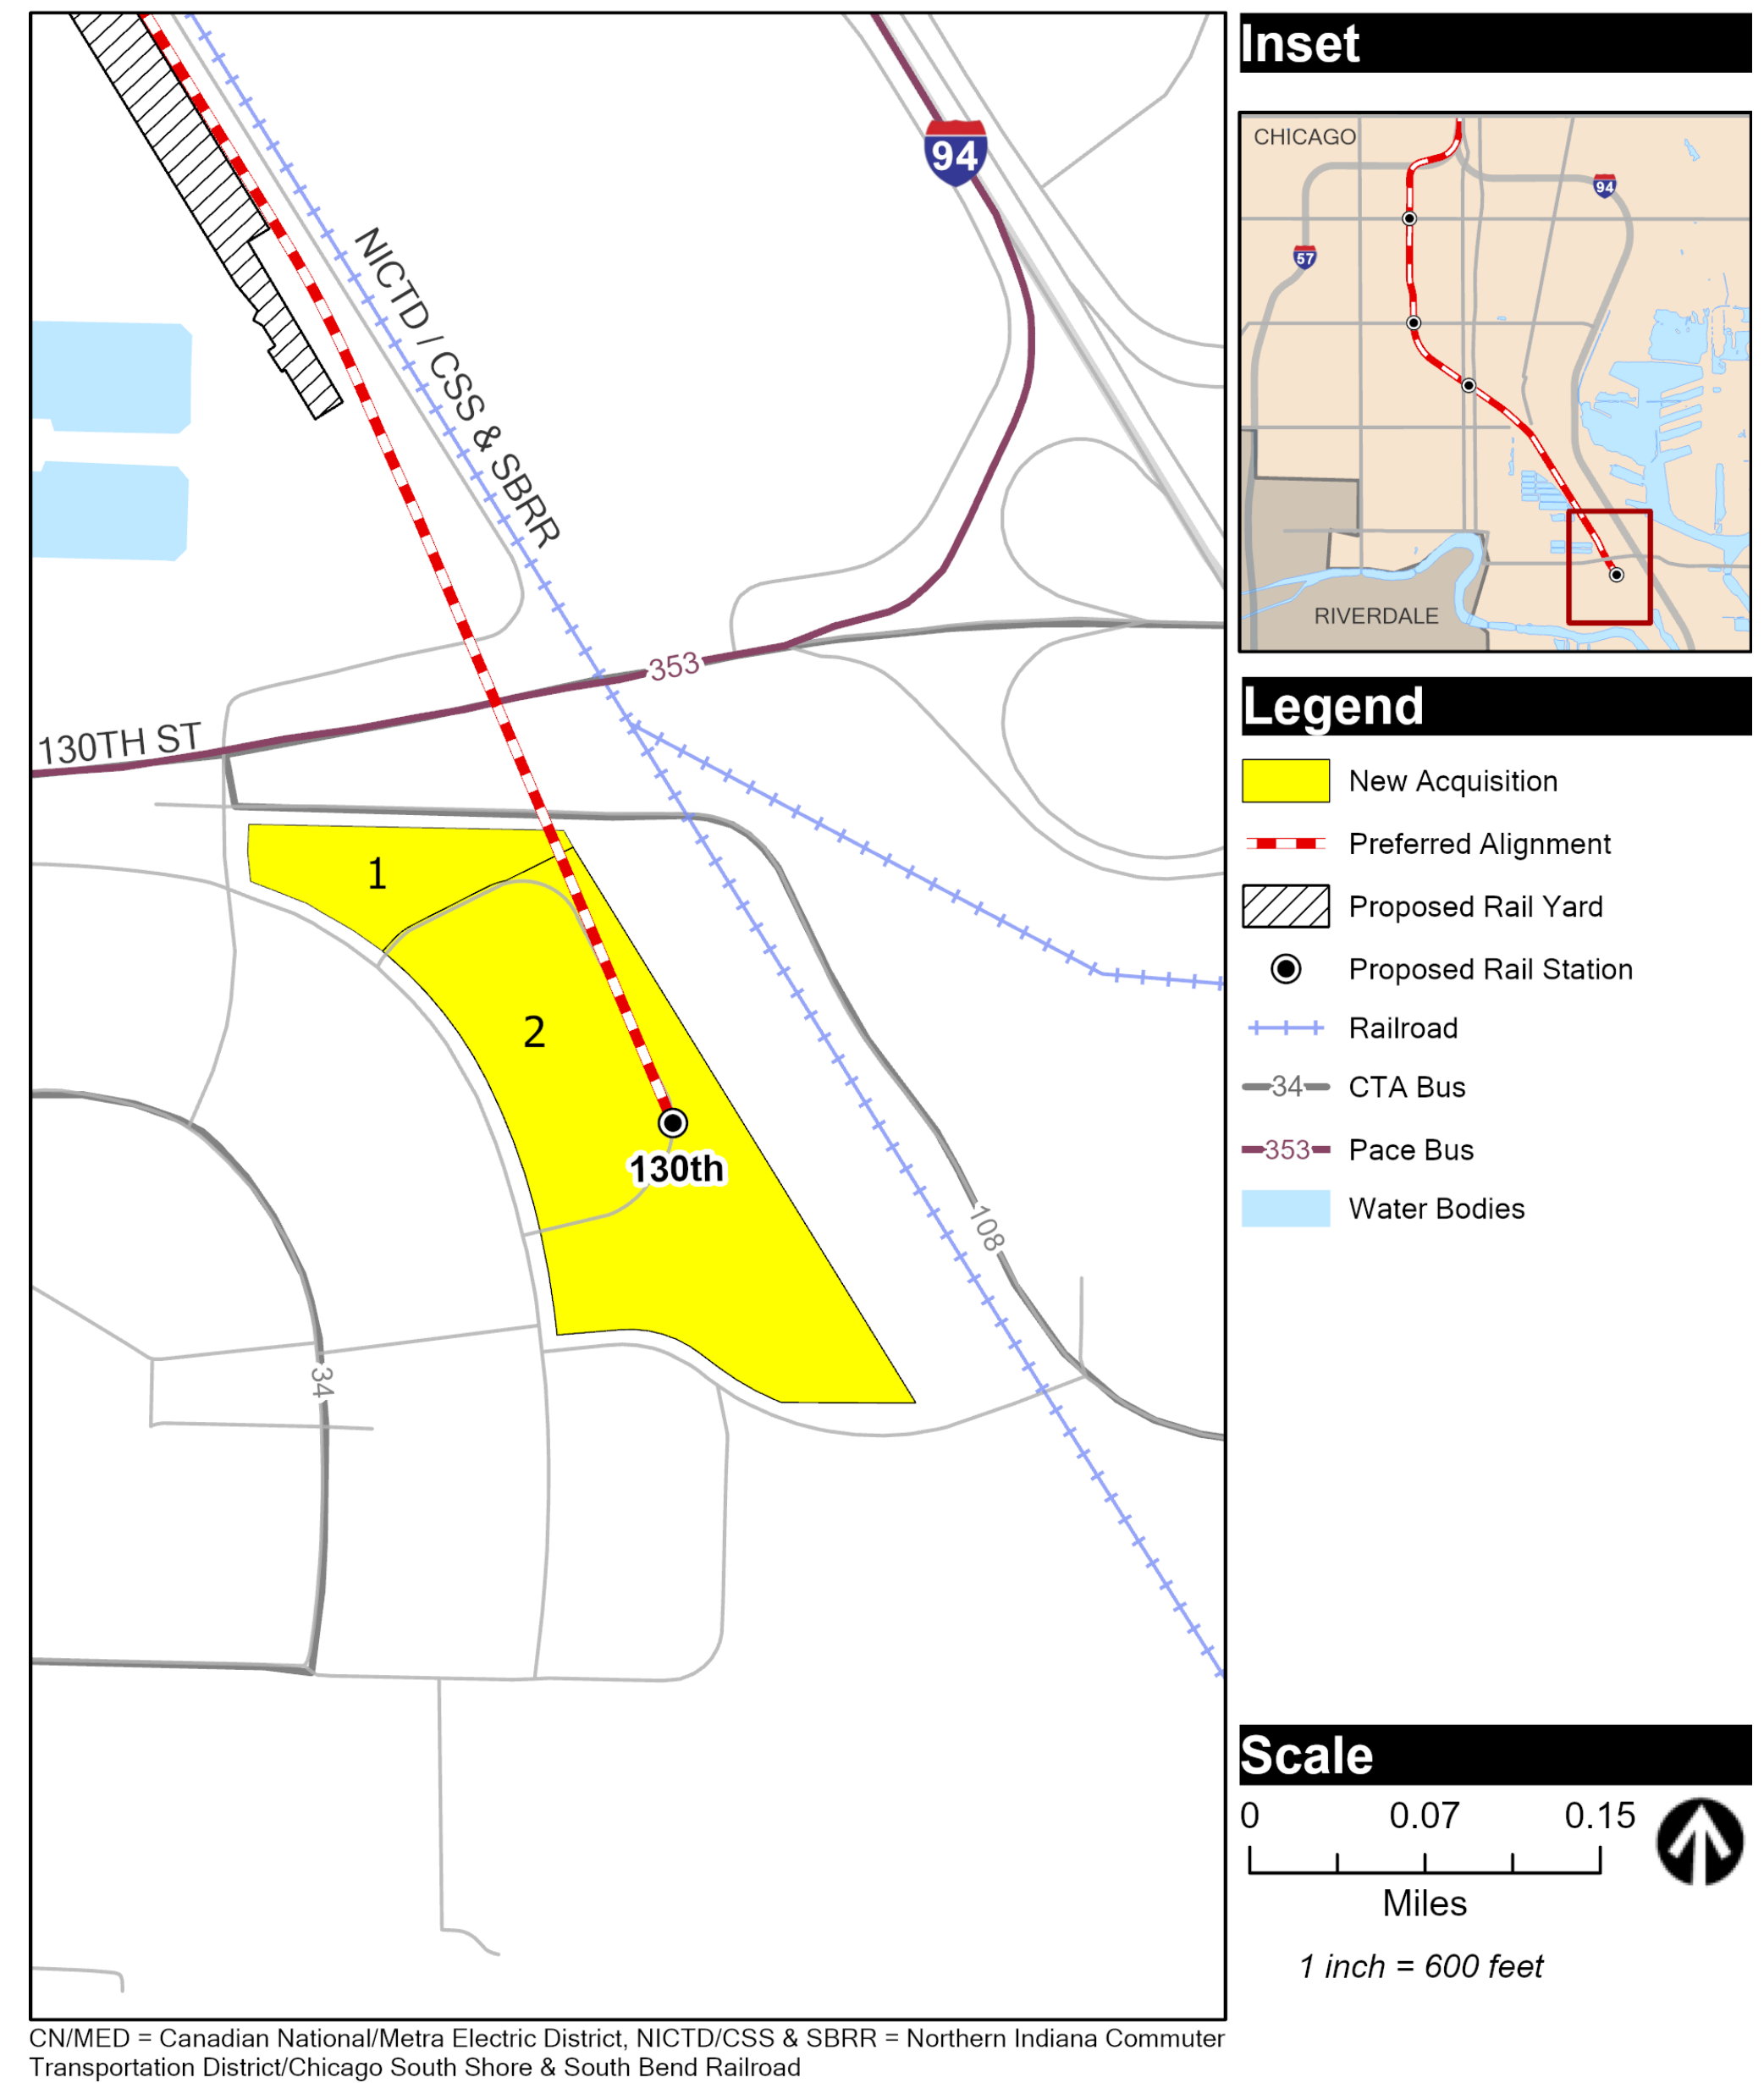 94
NICTD / CSS & SBRR
353
130TH ST
1
2
130th
108
34
Inset
CHICAGO
94
57
RIVERDALE
Legend
New Acquisition
Preferred Alignment
Proposed Rail Yard
Proposed Rail Station
Railroad
34 CTA Bus
353 Pace Bus
Water Bodies
Scale
0 0.07 0.15
Miles
1 inch = 600 feet
CN/MED = Canadian National/Metra Electric District, NICTD/CSS & SBRR = Northern Indiana Commuter
Transportation District/Chicago South Shore & South Bend Railroad